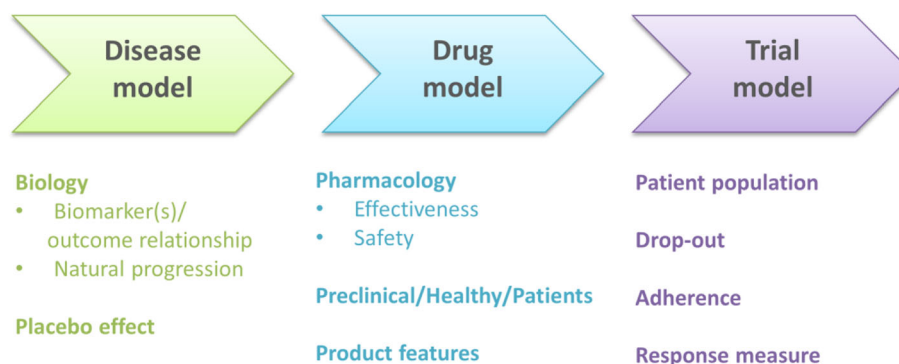 Disease
model
Drug
model
Trial
model
Biology
• Biomarker(s)/
outcome relationship
• Natural progression
Placebo effect
Pharmacology
• Effectiveness
• Safety
Preclinical/Healthy/Patients
Product features
Patient population
Drop-out
Adherence
Response measure